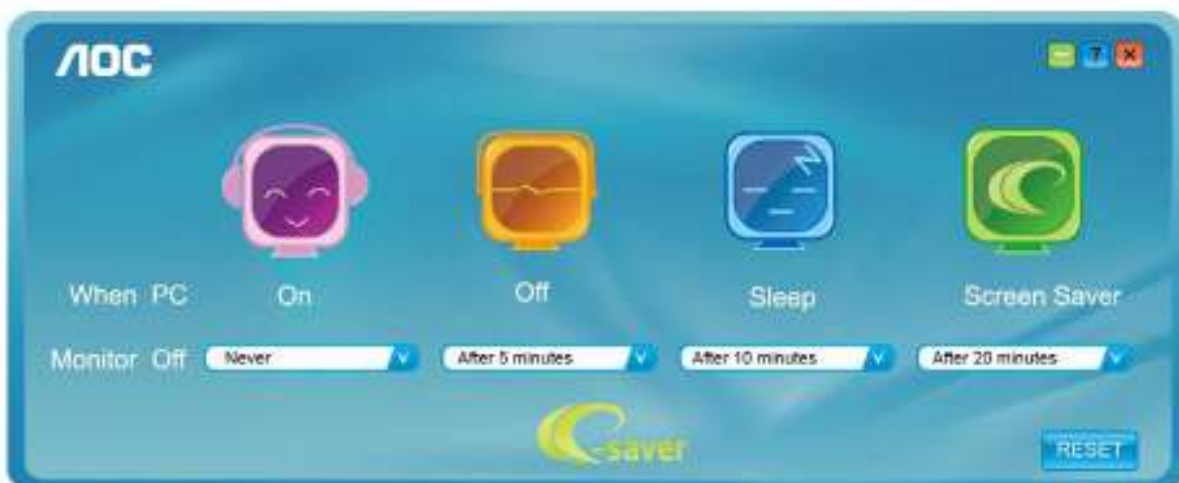 AOC
?
When PC On Off Sleep Screen Saver
Monitor Off Never After 5 minutes After 10 minutes After 20 minutes
e-saver
RESET